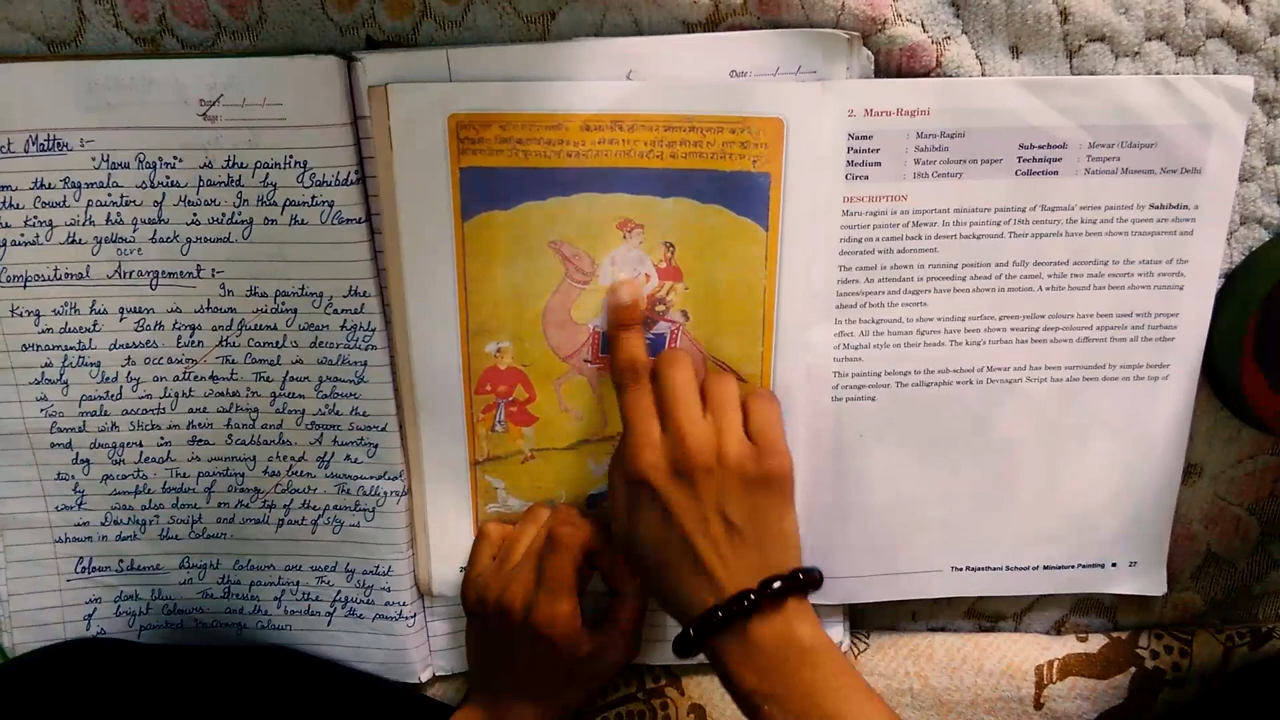 Date: ....../....../......
Page: ..................
ct Matter :-
"Maru Ragini" is the painting
m the Ragmala series painted by Sahibdin
the Court painter of Mewar. In this painting
he King with his queen is riding on the Camel
gainst the yellow back ground.
ocre
Compositional Arrangement :-
In this painting, the
King with his queen is shown riding Camel
in desert. Both kings and Queens wear highly
ornamental dresses. Even the Camel's decoration
is fitting to occasion. The Camel is walking
slowly led by an attendant. The four ground
is painted in light washes in green Colour
Two male ascorts are walking along side the
Camel with Sticks in their hand and Sword
and draggers in Scabbarles. A hunting
dog on leash is running ahead off the
two escorts. The painting has been surrounded
by simple border of orange Colour. The Calligraph
work was also done on the top of the painting
in DevNagri Script and small part of Sky is
shown in dark blue Colour.
Colour Scheme Bright Colours are used by artist
in this painting. The Sky is
in dark blue. The dresses of the figures are
of bright Colours. and the border of the painting
is painted in Orange Colour
Date : ....../....../......
2. Maru-Ragini
Name : Maru-Ragini
Painter : Sahibdin Sub-school: : Mewar (Udaipur)
Medium : Water colours on paper Technique : Tempera
Circa : 18th Century Collection : National Museum, New Delhi
DESCRIPTION
Maru-ragini is an important miniature painting of 'Ragmala' series painted by Sahibdin, a
courtier painter of Mewar. In this painting of 18th century, the king and the queen are shown
riding on a camel back in desert background. Their apparels have been shown transparent and
decorated with adornment.
The camel is shown in running position and fully decorated according to the status of the
riders. An attendant is proceeding ahead of the camel, while two male escorts with swords,
lances/spears and daggers have been shown in motion. A white hound has been shown running
ahead of both the escorts.
In the background, to show winding surface, green-yellow colours have been used with proper
effect. All the human figures have been shown wearing deep-coloured apparels and turbans
of Mughal style on their heads. The king's turban has been shown different from all the other
turbans.
This painting belongs to the sub-school of Mewar and has been surrounded by simple border
of orange-colour. The calligraphic work in Devnagari Script has also been done on the top of
the painting.
The Rajasthani School of Miniature Painting ■ 27